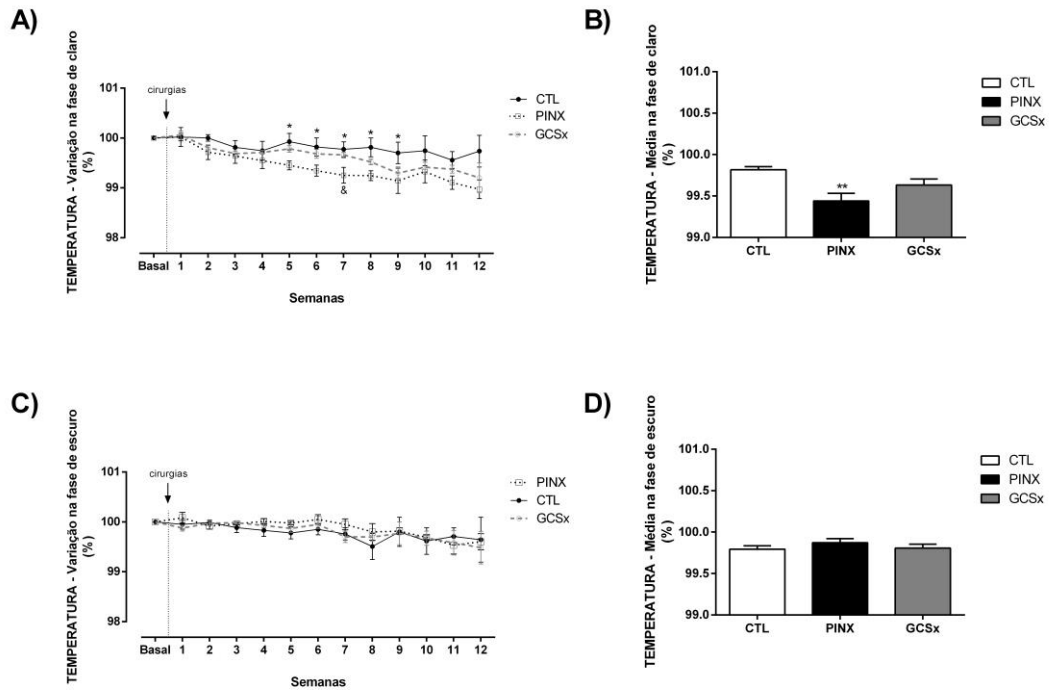 A)
TEMPERATURA - Variação na fase de claro
(%)
101
100
99
98
cirurgias
* * * * *
&
CTL
PINX
GCSx
Basal 1 2 3 4 5 6 7 8 9 10 11 12
Semanas
B)
TEMPERATURA - Média na fase de claro
(%)
101.0
100.5
100.0
99.5
99.0
**
CTL
PINX
GCSx
CTL PINX GCSx
C)
TEMPERATURA - Variação na fase de escuro
(%)
101
100
99
98
cirurgias
PINX
CTL
GCSx
Basal 1 2 3 4 5 6 7 8 9 10 11 12
Semanas
D)
TEMPERATURA - Média na fase de escuro
(%)
101.0
100.5
100.0
99.5
99.0
CTL
PINX
GCSx
CTL PINX GCSx